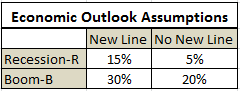 Economic Outlook Assumptions
New Line No New Line
Recession-R 15% 5%
Boom-B 30% 20%